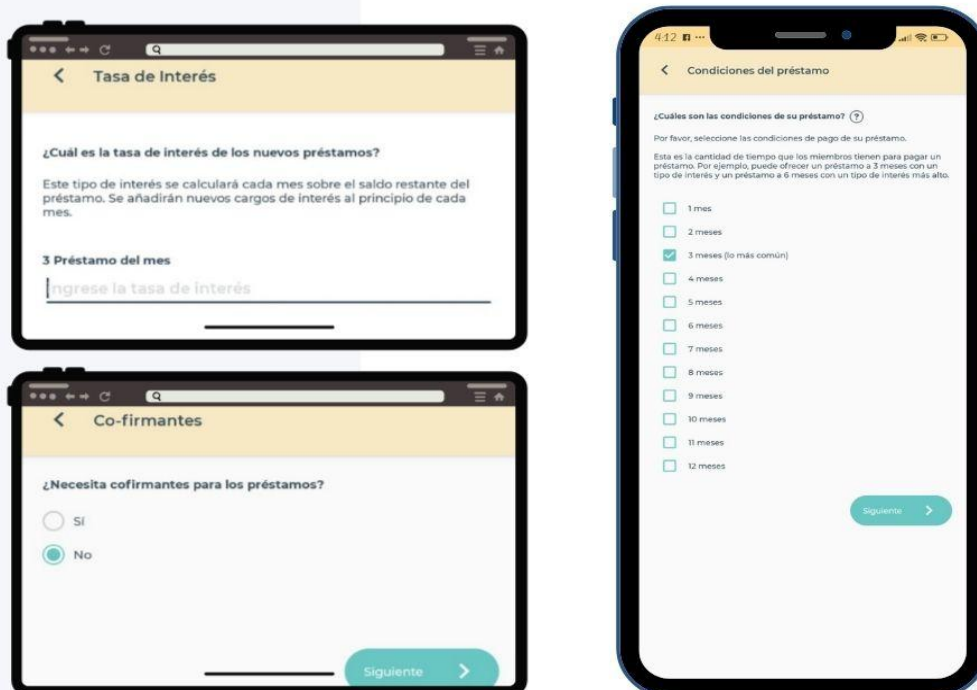 Tasa de Interés
¿Cuál es la tasa de interés de los nuevos préstamos?
Este tipo de interés se calculará cada mes sobre el saldo restante del
préstamo. Se añadirán nuevos cargos de interés al principio de cada
mes.
3 Préstamo del mes
Ingrese la tasa de interés
Co-firmantes
¿Necesita cofirmantes para los préstamos?
Sí
No
Siguiente
4:12
Condiciones del préstamo
¿Cuáles son las condiciones de su préstamo? ?
Por favor, seleccione las condiciones de pago de su préstamo.
Esta es la cantidad de tiempo que los miembros tienen para pagar un
préstamo. Por ejemplo, puede ofrecer un préstamo a 3 meses con un
tipo de interés y un préstamo a 6 meses con un tipo de interés más alto.
1 mes
2 meses
3 meses (lo más común)
4 meses
5 meses
6 meses
7 meses
8 meses
9 meses
10 meses
11 meses
12 meses
Siguiente